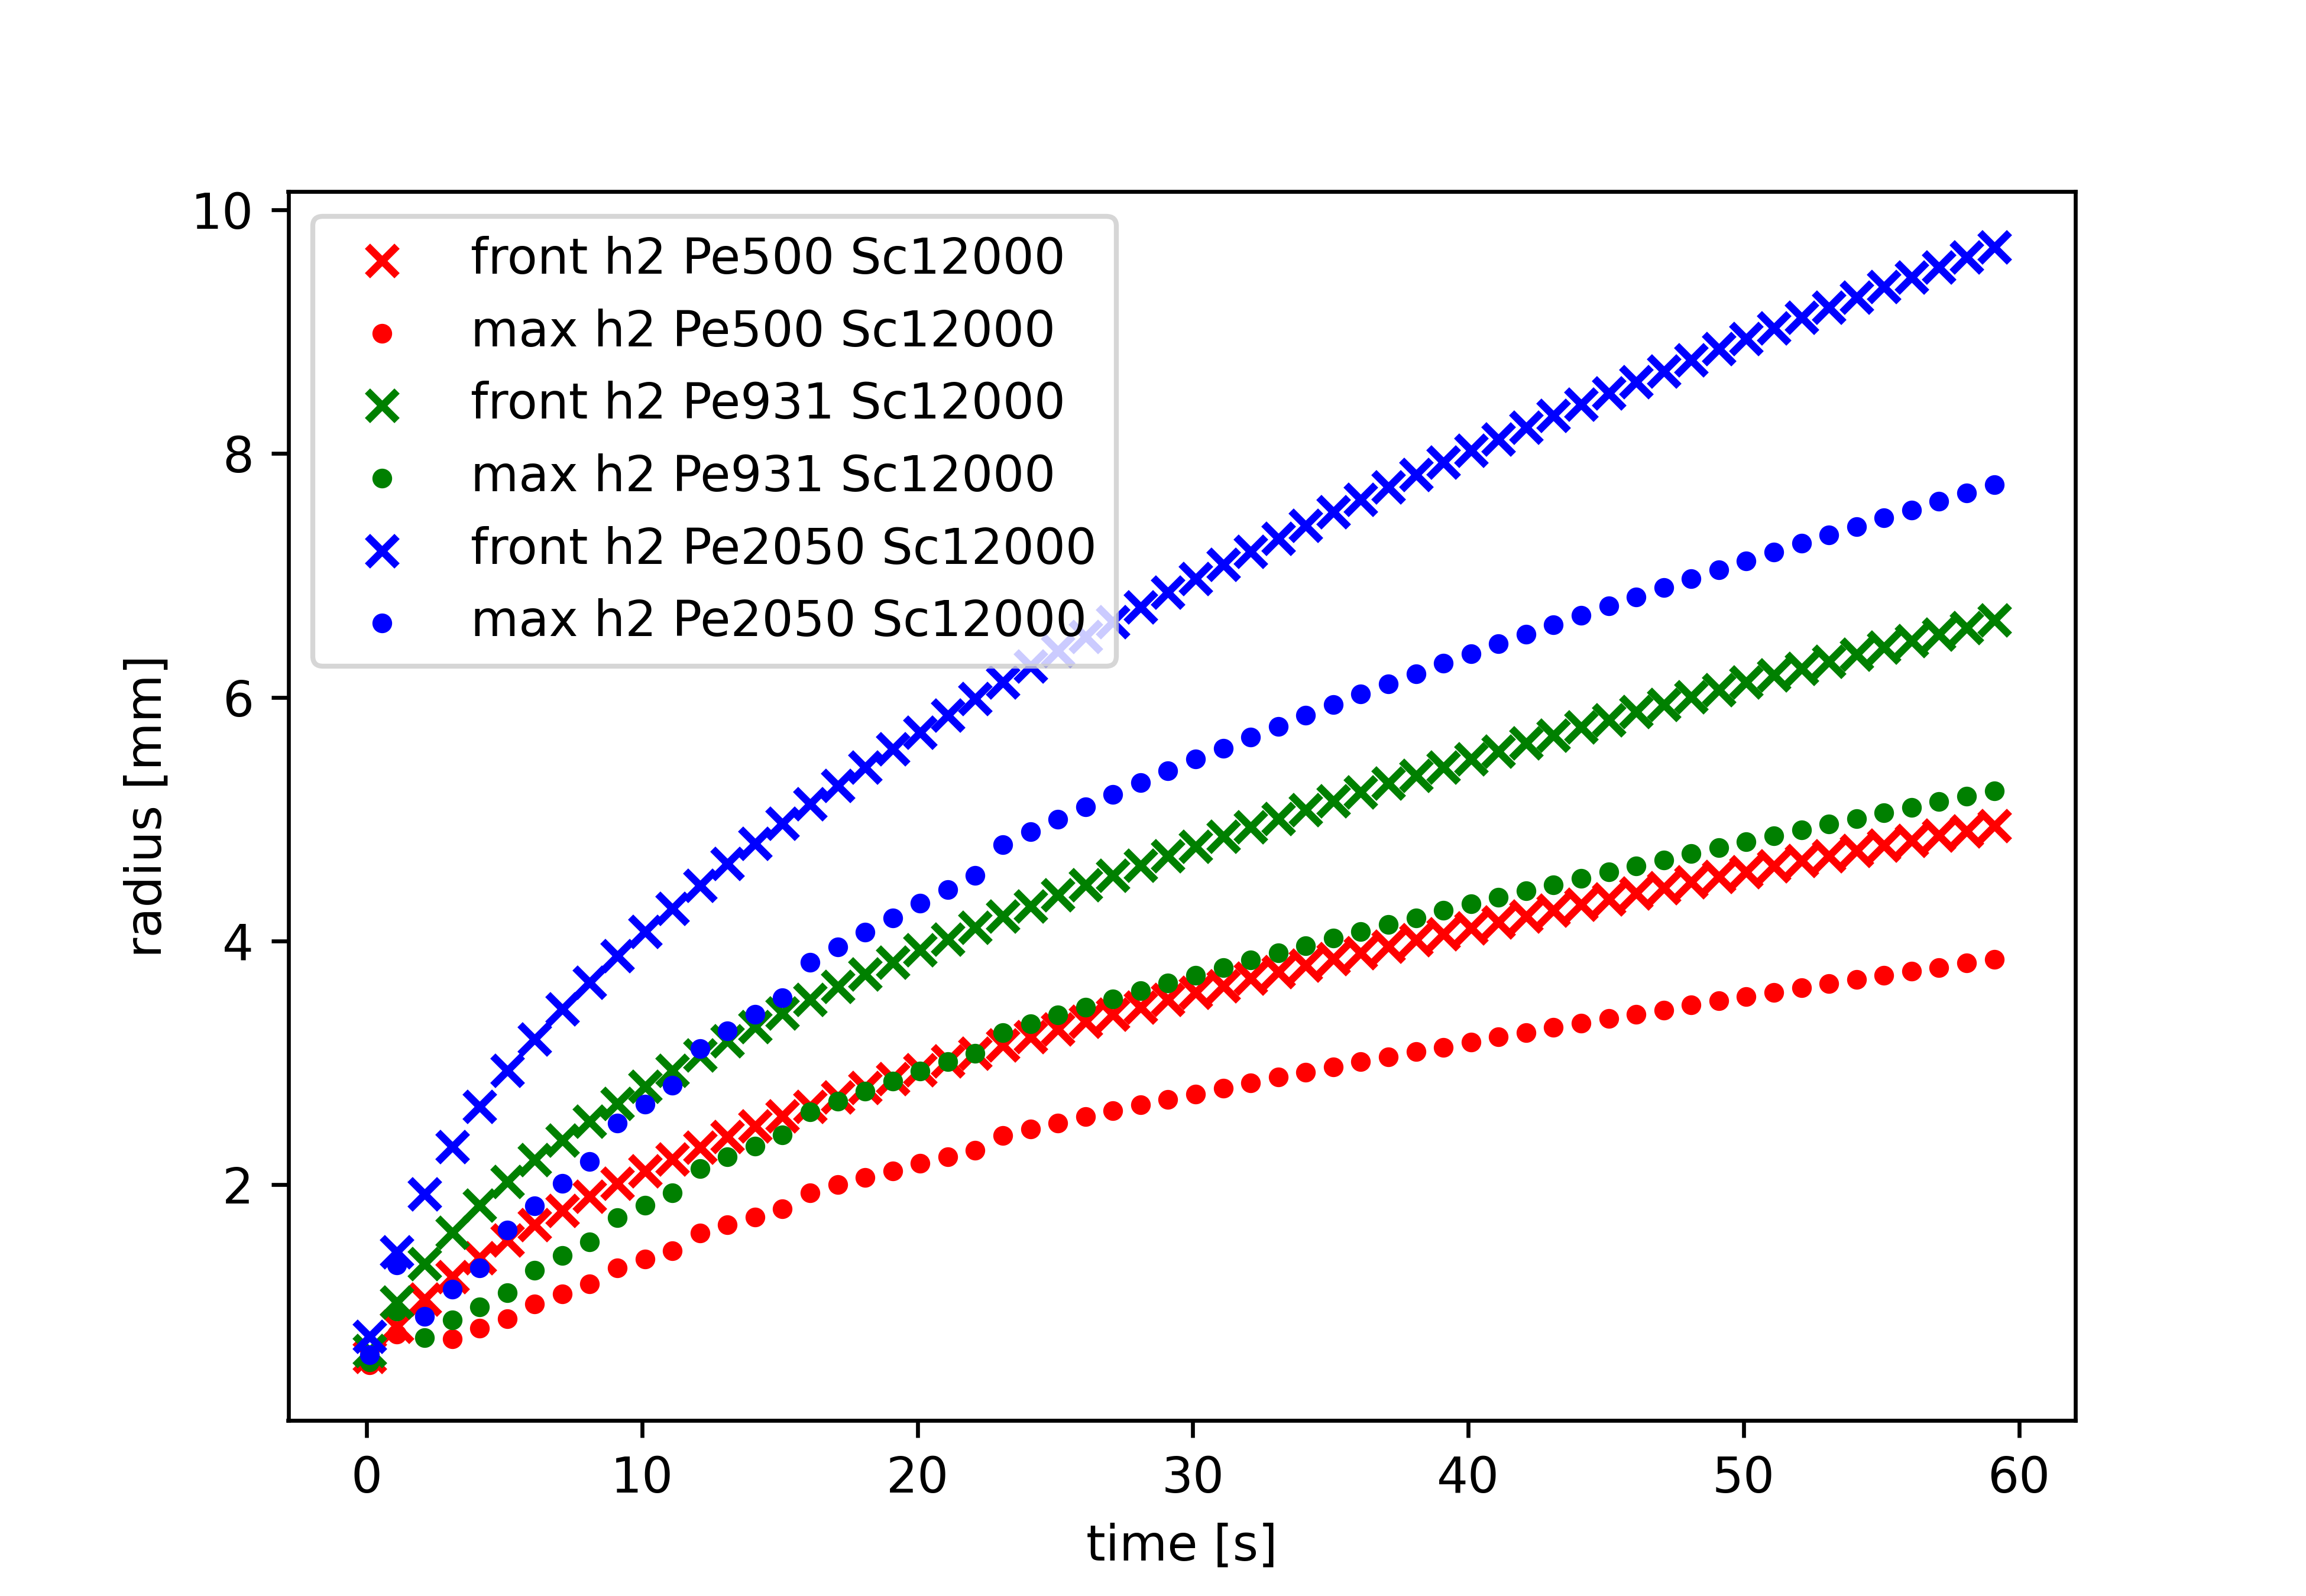 10
8
6
4
2
radius [mm]
front h2 Pe500 Sc12000
max h2 Pe500 Sc12000
front h2 Pe931 Sc12000
max h2 Pe931 Sc12000
front h2 Pe2050 Sc12000
max h2 Pe2050 Sc12000
0 10 20 30 40 50 60
time [s]